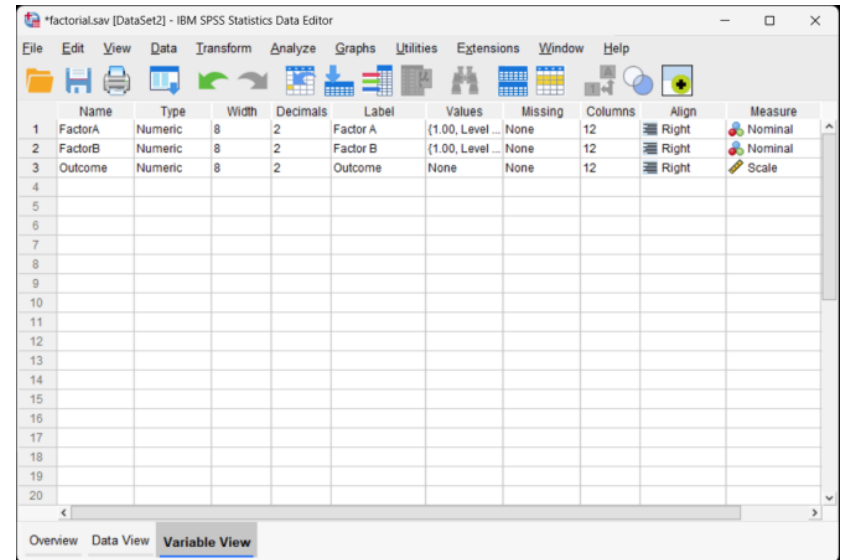 *factorial.sav [DataSet2] - IBM SPSS Statistics Data Editor
File Edit View Data Transform Analyze Graphs Utilities Extensions Window Help
Name Type Width Decimals Label Values Missing Columns Align Measure
1 FactorA Numeric 8 2 Factor A {1.00, Level ... None 12 Right Nominal
2 FactorB Numeric 8 2 Factor B {1.00, Level ... None 12 Right Nominal
3 Outcome Numeric 8 2 Outcome None None 12 Right Scale
4
5
6
7
8
9
10
11
12
13
14
15
16
17
18
19
20
Overview Data View Variable View